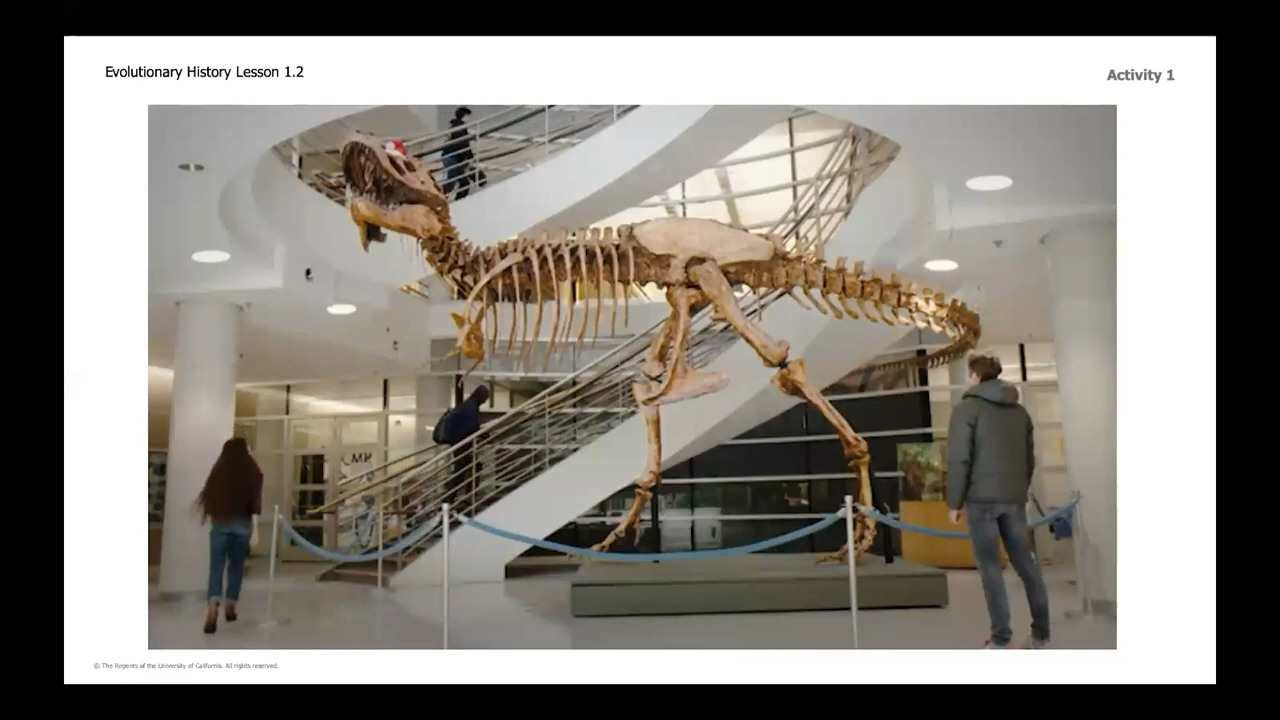 Evolutionary History Lesson 1.2
Activity 1
© The Regents of the University of California. All rights reserved.